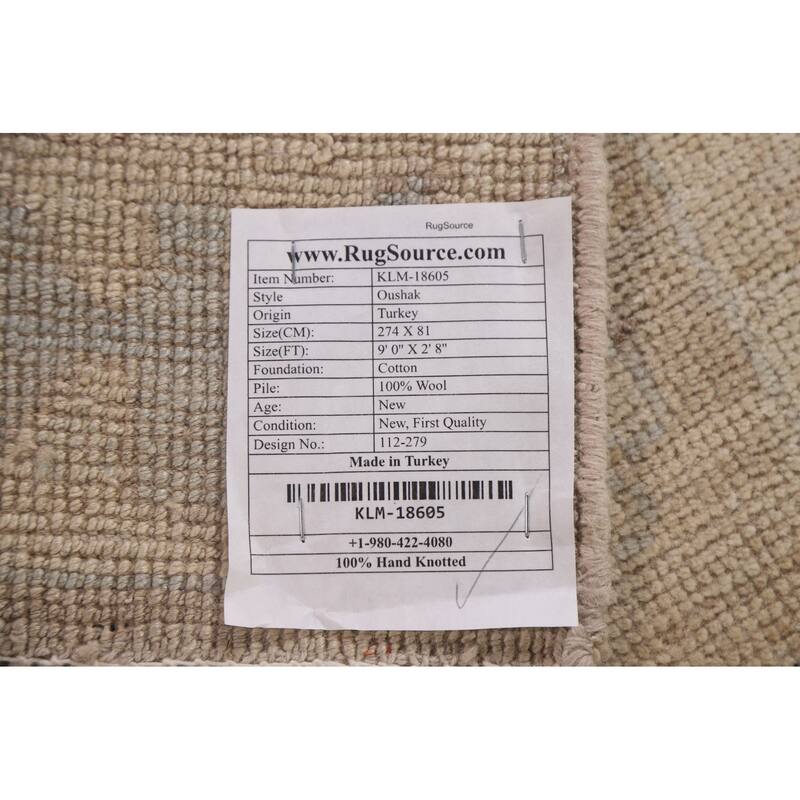 RugSource
www.RugSource.com
Item Number: KLM-18605
Style Oushak
Origin Turkey
Size(CM): 274 X 81
Size(FT): 9' 0" X 2' 8"
Foundation: Cotton
Pile: 100% Wool
Age: New
Condition: New, First Quality
Design No.: 112-279
Made in Turkey
KLM-18605
+1-980-422-4080
100% Hand Knotted